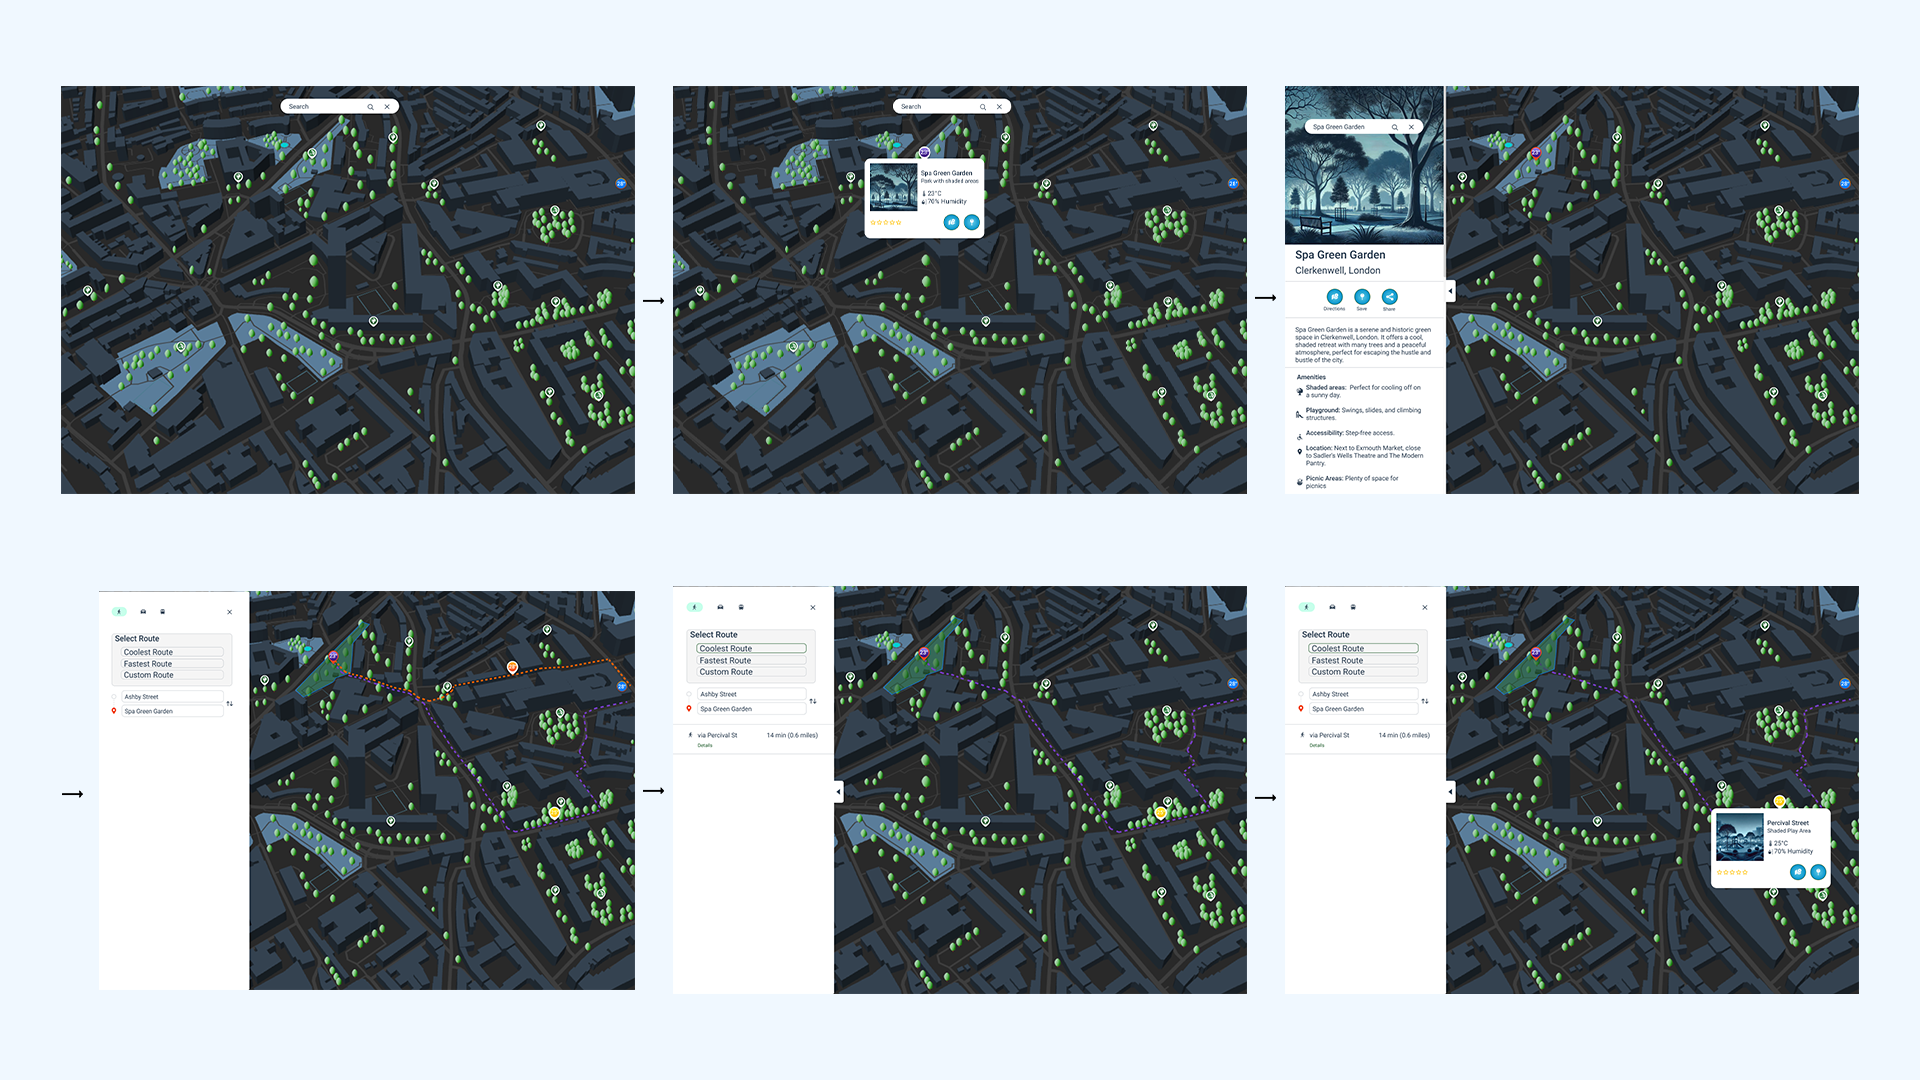 Search
28°
Search
23°
Spa Green Garden
Park with shaded areas
23°C
70% Humidity
28°
Spa Green Garden
23°
28°
Spa Green Garden
Clerkenwell, London
Directions
Save
Share
Spa Green Garden is a serene and historic green
space in Clerkenwell, London. It offers a cool,
shaded retreat with many trees and a peaceful
atmosphere, perfect for escaping the hustle and
bustle of the city.
Amenities
Shaded areas: Perfect for cooling off on
a sunny day.
Playground: Swings, slides, and climbing
structures.
Accessibility: Step-free access.
Location: Next to Exmouth Market, close
to Sadler's Wells Theatre and The Modern
Pantry.
Picnic Areas: Plenty of space for
picnics
Select Route
Coolest Route
Fastest Route
Custom Route
Ashby Street
Spa Green Garden
23°
28°
Select Route
Coolest Route
Fastest Route
Custom Route
Ashby Street
Spa Green Garden
via Percival St
14 min (0.6 miles)
Details
23°
28°
Select Route
Coolest Route
Fastest Route
Custom Route
Ashby Street
Spa Green Garden
via Percival St
14 min (0.6 miles)
Details
23°
28°
Percival Street
Shaded Play Area
25°C
70% Humidity